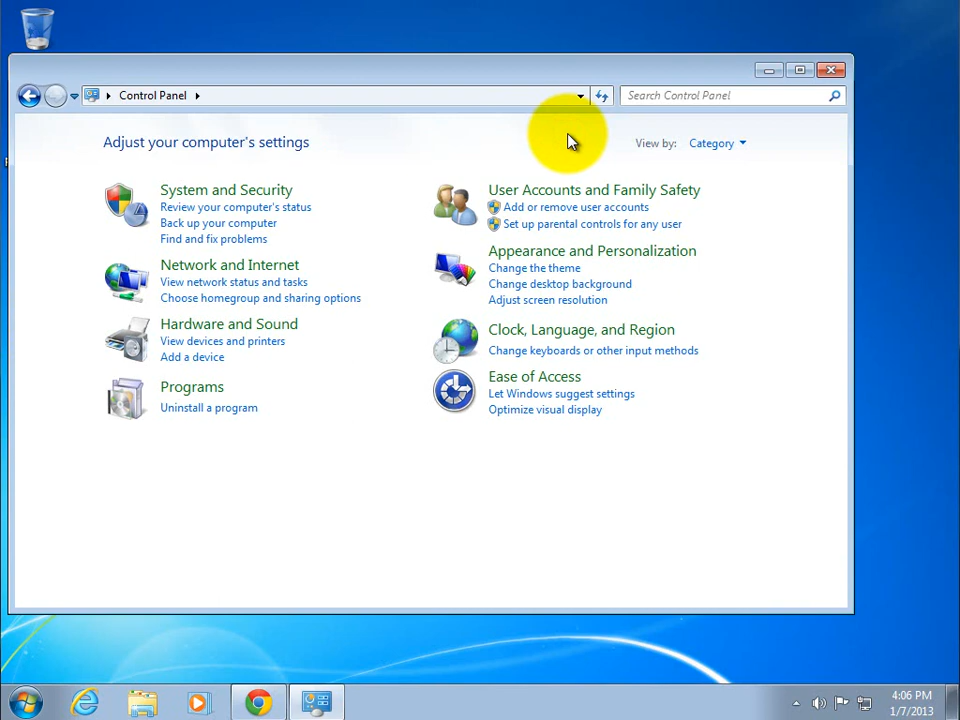 Control Panel
Search Control Panel
Adjust your computer's settings
View by: Category
System and Security
Review your computer's status
Back up your computer
Find and fix problems
Network and Internet
View network status and tasks
Choose homegroup and sharing options
Hardware and Sound
View devices and printers
Add a device
Programs
Uninstall a program
User Accounts and Family Safety
Add or remove user accounts
Set up parental controls for any user
Appearance and Personalization
Change the theme
Change desktop background
Adjust screen resolution
Clock, Language, and Region
Change keyboards or other input methods
Ease of Access
Let Windows suggest settings
Optimize visual display
4:06 PM
1/7/2013